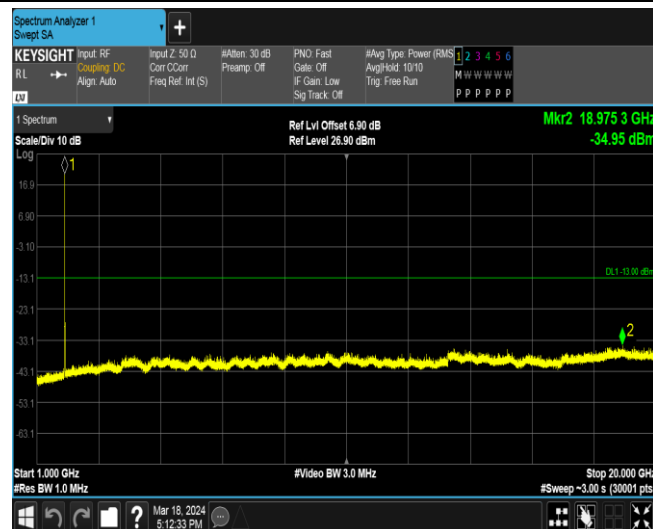 Spectrum Analyzer 1
Swept SA
+
KEYSIGHT Input: RF Input Z: 50 Ω #Atten: 30 dB PNO: Fast #Avg Type: Power (RMS 1 2 3 4 5 6
RL Coupling: DC Corr CCorr Preamp: Off Gate: Off Avg|Hold: 10/10 M W W W W W
Align: Auto Freq Ref: Int (S) IF Gain: Low Trig: Free Run
Sig Track: Off P P P P P P
LXI
1 Spectrum Ref Lvl Offset 6.90 dB Mkr2 18.975 3 GHz
Scale/Div 10 dB Ref Level 26.90 dBm -34.95 dBm
Log
1
16.9
6.90
-3.10
DL1 -13.00 dBm
-13.1
-23.1
2
-33.1
-43.1
-53.1
-63.1
Start 1.000 GHz #Video BW 3.0 MHz Stop 20.000 GHz
#Res BW 1.0 MHz #Sweep ~3.00 s (30001 pts
? Mar 18, 2024
5:12:33 PM